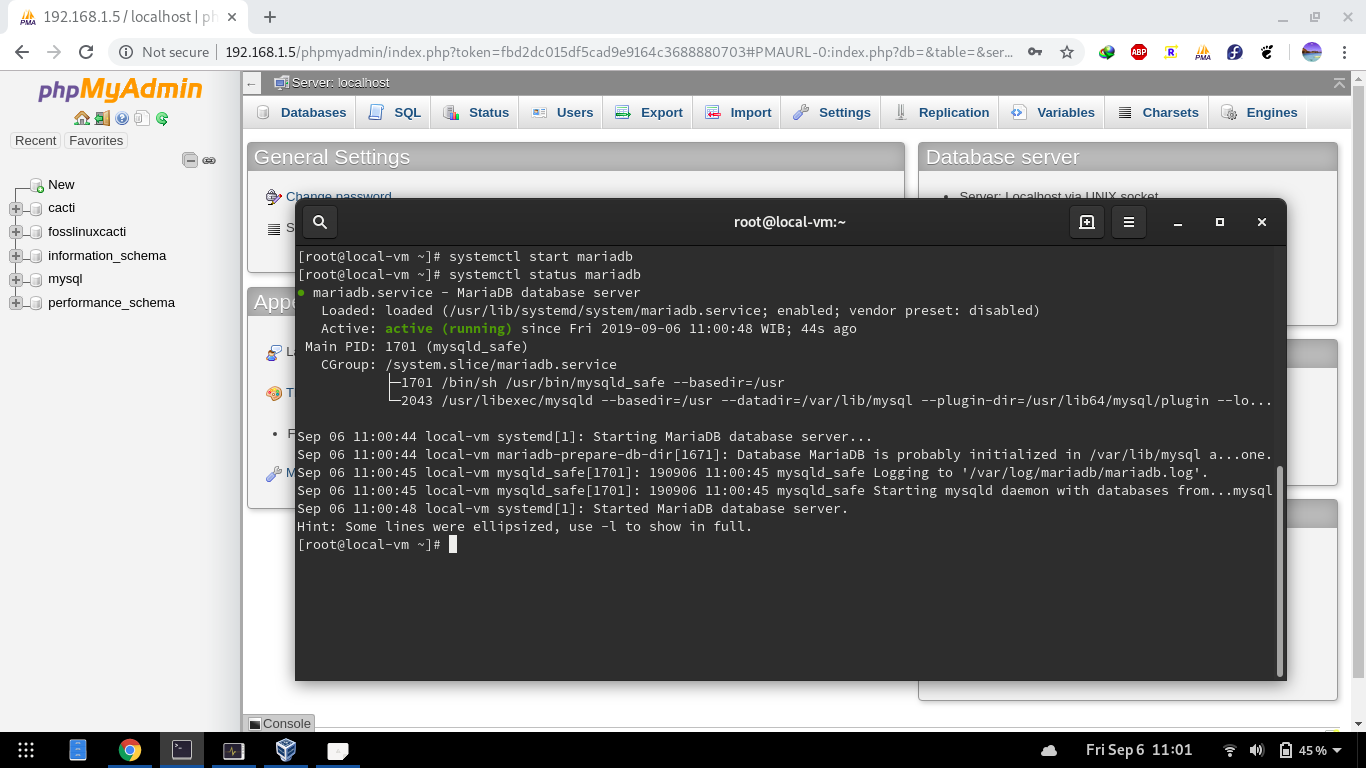 192.168.1.5 / localhost | ph
Not secure
192.168.1.5/phpmyadmin/index.php?token=fbd2dc015df5cad9e9164c3688880703#PMAURL-0:index.php?db=&table=&ser...
phpMyAdmin
Recent
Favorites
New
cacti
fosslinuxcacti
information_schema
mysql
performance_schema
Server: localhost
Databases
SQL
Status
Users
Export
Import
Settings
Replication
Variables
Charsets
Engines
General Settings
Database server
Change password
Server: Localhost via UNIX socket
root@local-vm:~
[root@local-vm ~]# systemctl start mariadb
[root@local-vm ~]# systemctl status mariadb
● mariadb.service - MariaDB database server
Loaded: loaded (/usr/lib/systemd/system/mariadb.service; enabled; vendor preset: disabled)
Active: active (running) since Fri 2019-09-06 11:00:48 WIB; 44s ago
Main PID: 1701 (mysqld_safe)
CGroup: /system.slice/mariadb.service
├─1701 /bin/sh /usr/bin/mysqld_safe --basedir=/usr
└─2043 /usr/libexec/mysqld --basedir=/usr --datadir=/var/lib/mysql --plugin-dir=/usr/lib64/mysql/plugin --lo...
Sep 06 11:00:44 local-vm systemd[1]: Starting MariaDB database server...
Sep 06 11:00:44 local-vm mariadb-prepare-db-dir[1671]: Database MariaDB is probably initialized in /var/lib/mysql a...one.
Sep 06 11:00:45 local-vm mysqld_safe[1701]: 190906 11:00:45 mysqld_safe Logging to '/var/log/mariadb/mariadb.log'.
Sep 06 11:00:45 local-vm mysqld_safe[1701]: 190906 11:00:45 mysqld_safe Starting mysqld daemon with databases from...mysql
Sep 06 11:00:48 local-vm systemd[1]: Started MariaDB database server.
Hint: Some lines were ellipsized, use -l to show in full.
[root@local-vm ~]#
Console
Fri Sep 6 11:01
45 %